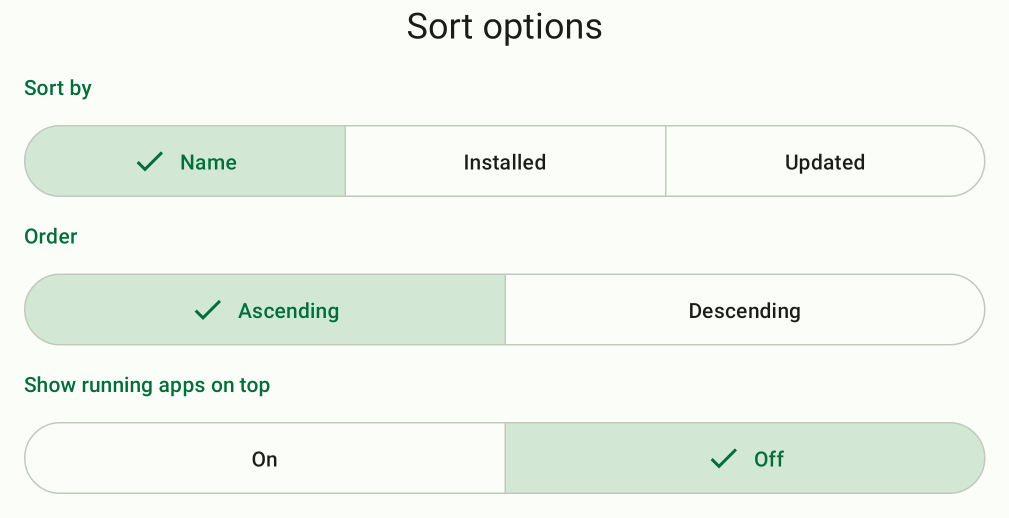 Sort options
Sort by
Name Installed Updated
Order
Ascending Descending
Show running apps on top
On Off